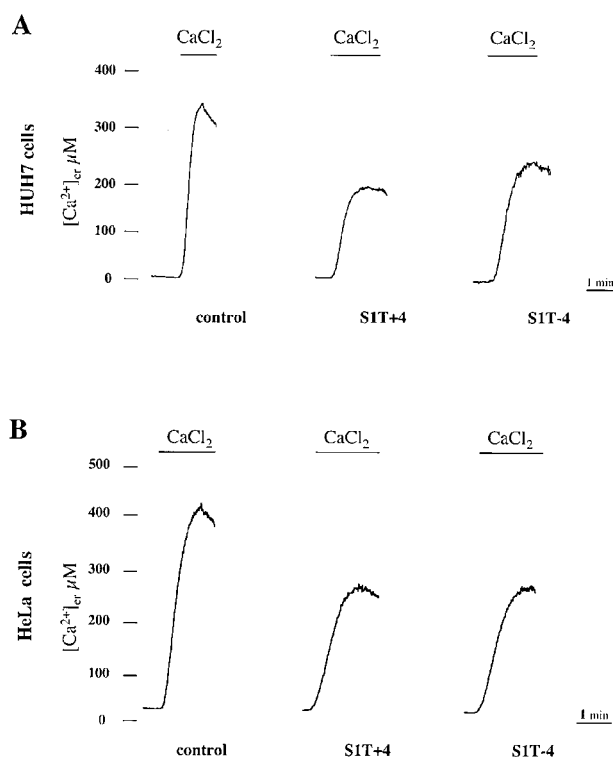 A
CaCl2 CaCl2 CaCl2
400
300
200
100
0
HUH7 cells
[Ca2+]er µM
1 min
control S1T+4 S1T-4
B
CaCl2 CaCl2 CaCl2
500
400
300
200
100
0
HeLa cells
[Ca2+]er µM
1 min
control S1T+4 S1T-4